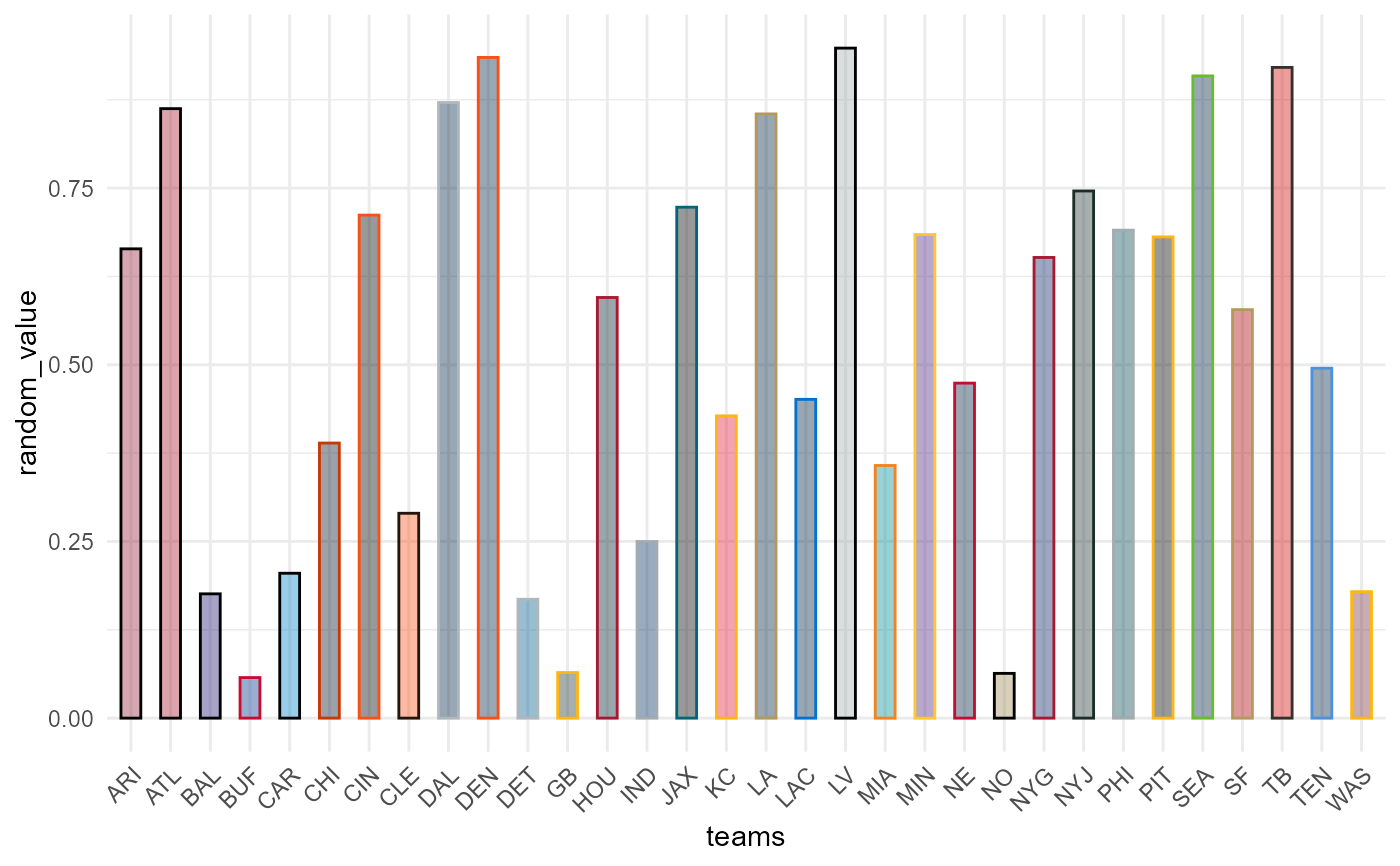 random_value
0.75
0.50
0.25
0.00
ARI ATL BAL BUF CAR CHI CIN CLE DAL DEN DET GB HOU IND JAX KC LA LAC LV MIA MIN NE NO NYG NYJ PHI PIT SEA SF TB TEN WAS
teams